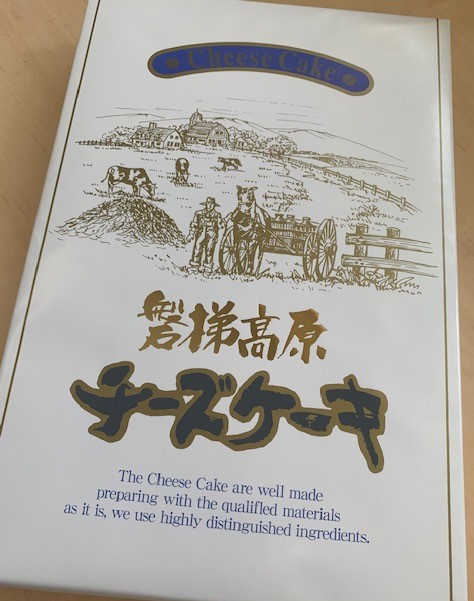 Cheese Cake
磐梯高原
チーズケーキ
The Cheese Cake are well made
preparing with the qualifled materials
as it is, we use highly distinguished ingredients.